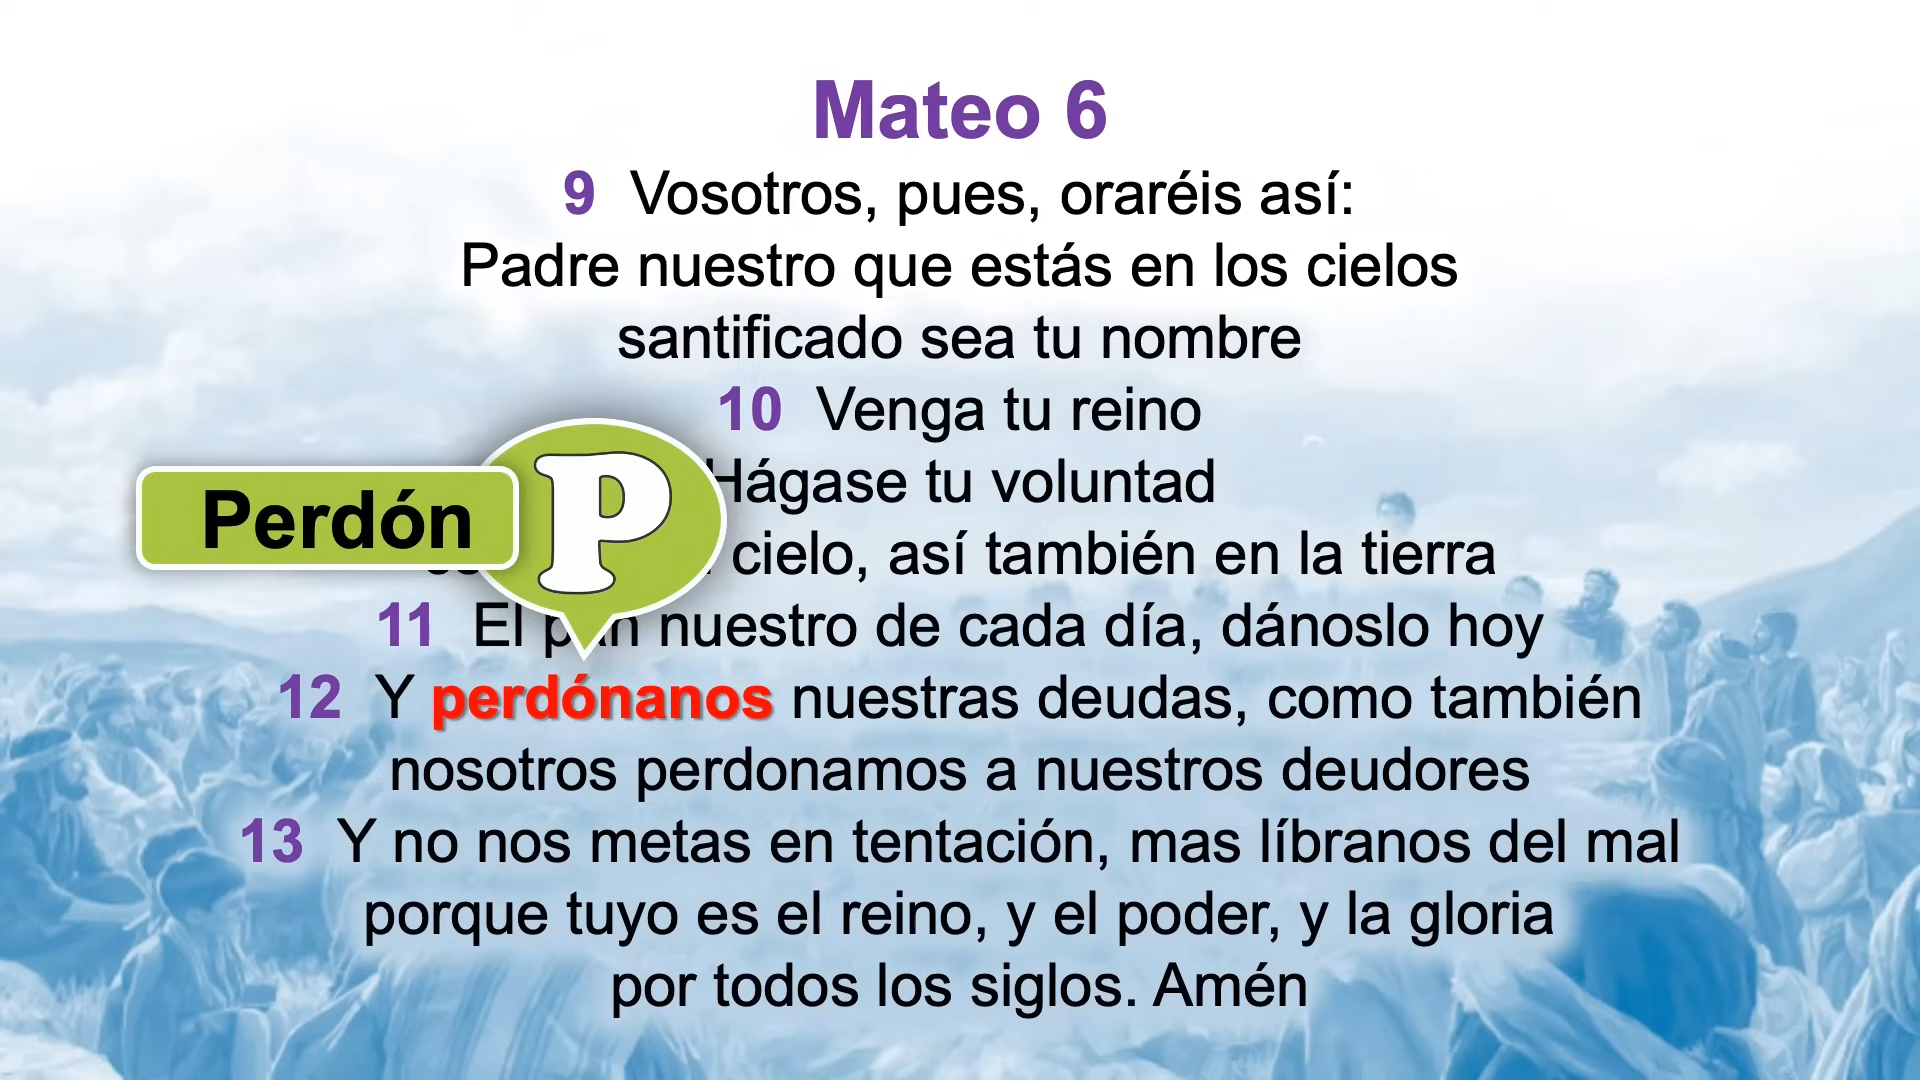 Mateo 6
9 Vosotros, pues, oraréis así:
Padre nuestro que estás en los cielos
santificado sea tu nombre
10 Venga tu reino
Hágase tu voluntad
Perdón P
cielo, así también en la tierra
11 El pan nuestro de cada día, dánoslo hoy
12 Y perdónanos nuestras deudas, como también
nosotros perdonamos a nuestros deudores
13 Y no nos metas en tentación, mas líbranos del mal
porque tuyo es el reino, y el poder, y la gloria
por todos los siglos. Amén